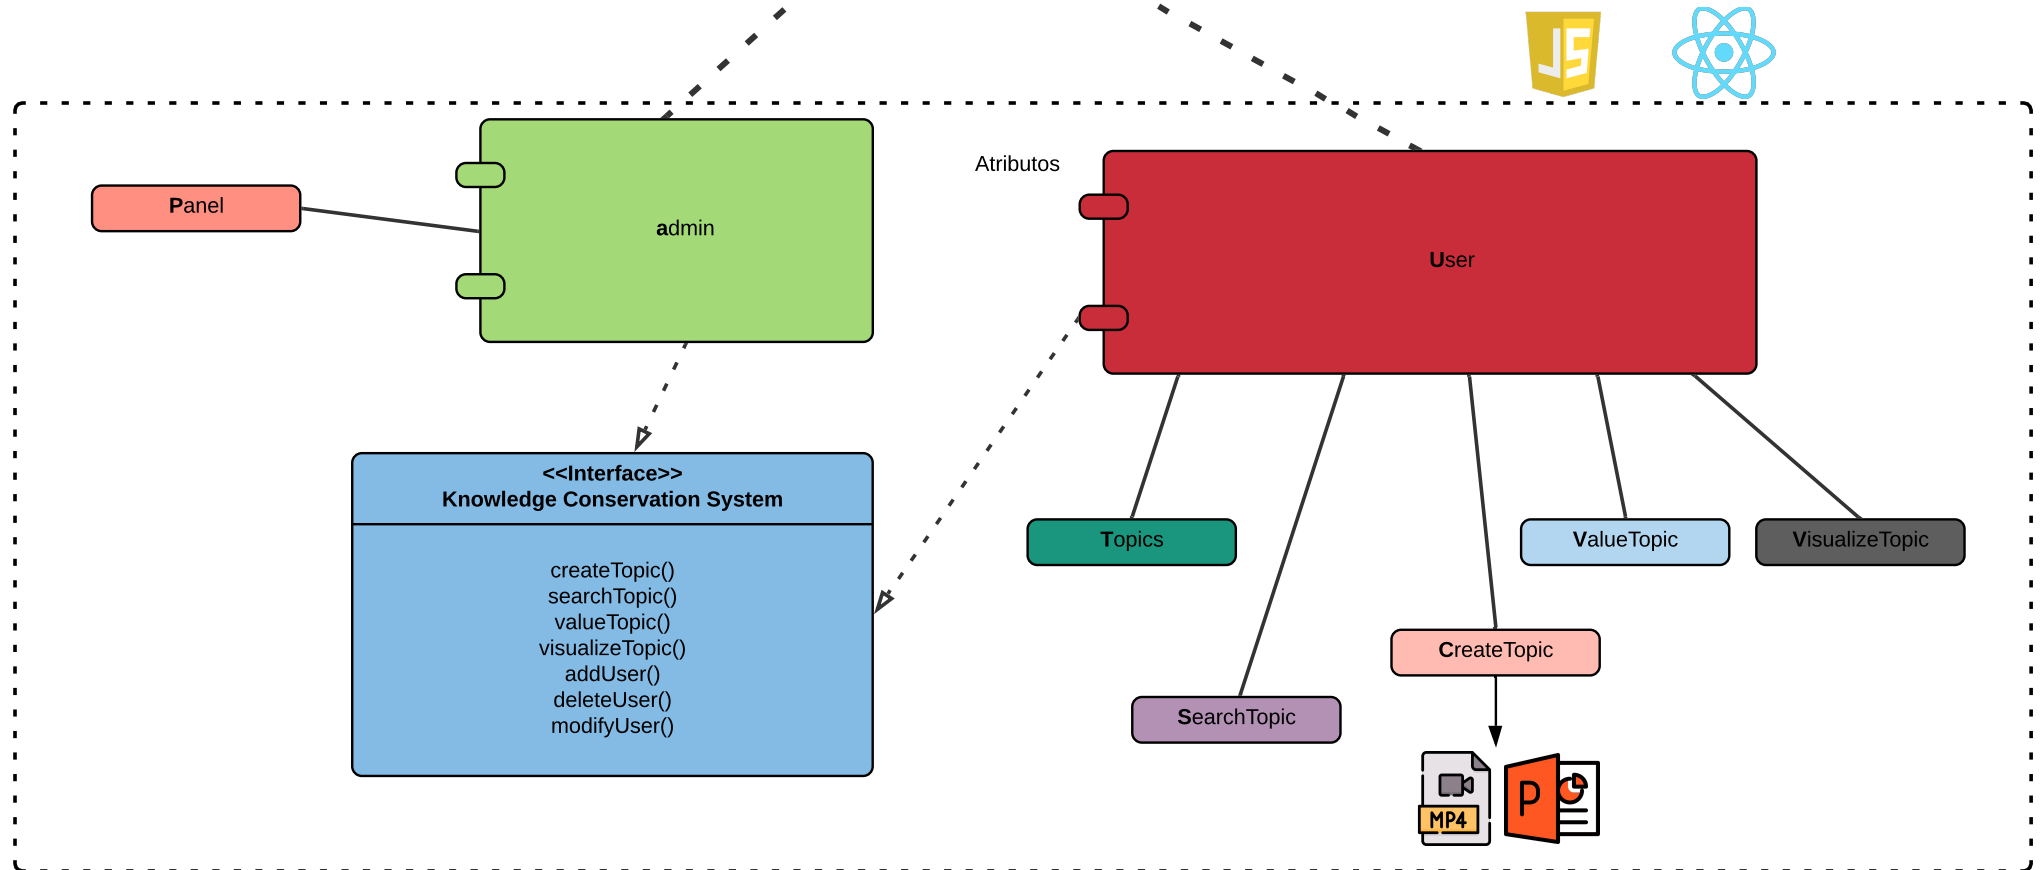 JS
Atributos
Panel
admin
User
<<Interface>>
Knowledge Conservation System
createTopic()
searchTopic()
valueTopic()
visualizeTopic()
addUser()
deleteUser()
modifyUser()
Topics
ValueTopic
VisualizeTopic
CreateTopic
SearchTopic
MP4
P